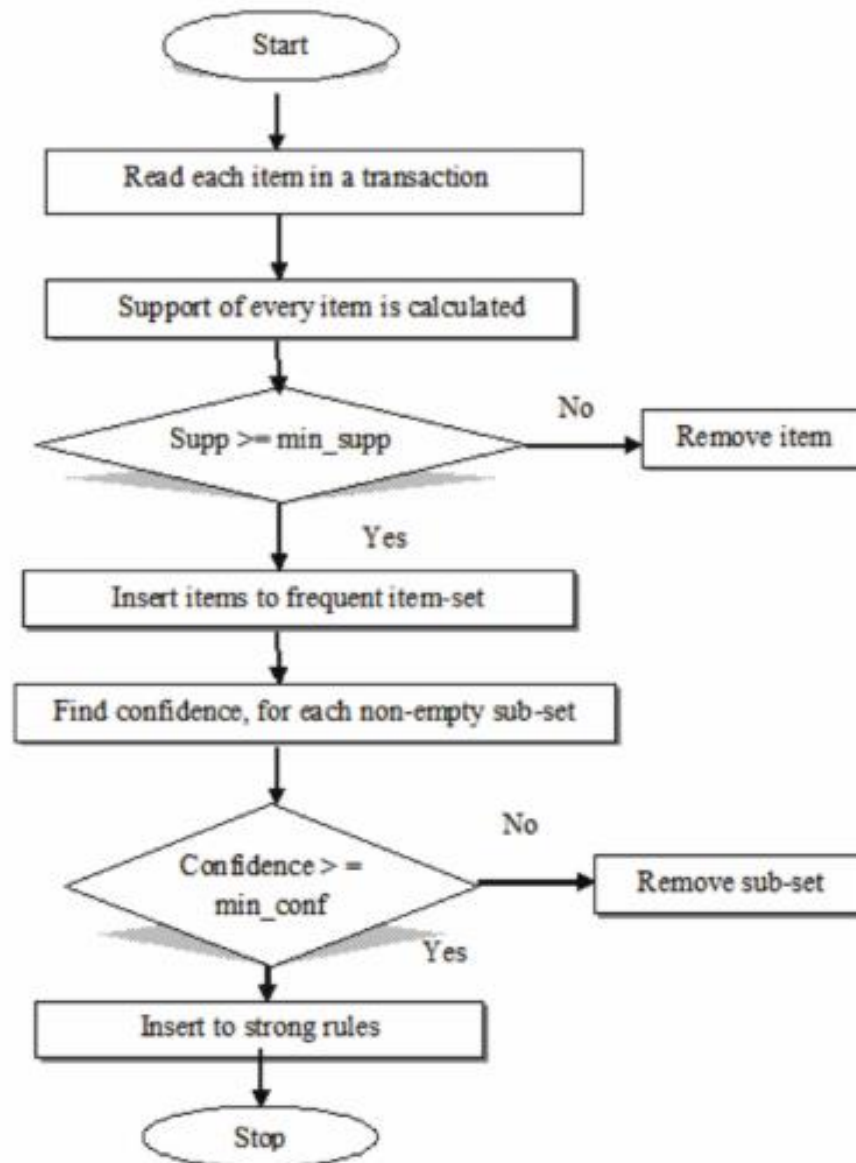 Start
Read each item in a transaction
Support of every item is calculated
Supp >= min_supp
No
Remove item
Yes
Insert items to frequent item-set
Find confidence, for each non-empty sub-set
Confidence > =
min_conf
No
Remove sub-set
Yes
Insert to strong rules
Stop